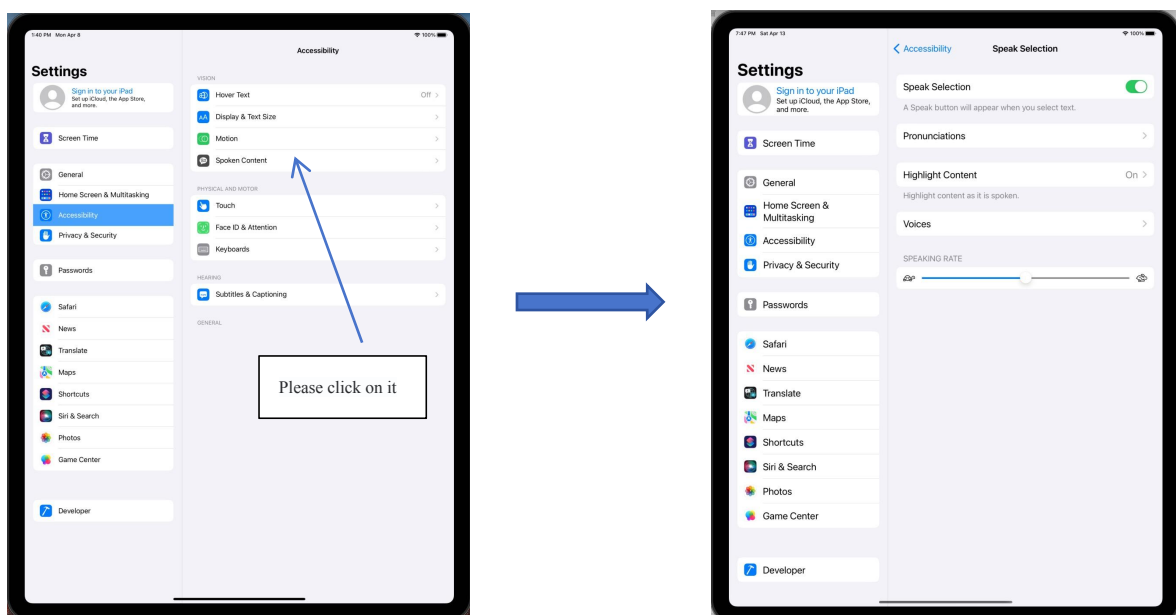 1:40 PM Mon Apr 8
100%
Settings
Sign in to your iPad
Set up iCloud, the App Store,
and more.
Screen Time
General
Home Screen & Multitasking
Accessibility
Privacy & Security
Passwords
Safari
News
Translate
Maps
Shortcuts
Siri & Search
Photos
Game Center
Developer
Accessibility
VISION
Hover Text Off
Display & Text Size
Motion
Spoken Content
PHYSICAL AND MOTOR
Touch
Face ID & Attention
Keyboards
HEARING
Subtitles & Captioning
GENERAL
Please click on it
7:47 PM Sat Apr 13
100%
Settings
Sign in to your iPad
Set up iCloud, the App Store,
and more.
Screen Time
General
Home Screen &
Multitasking
Accessibility
Privacy & Security
Passwords
Safari
News
Translate
Maps
Shortcuts
Siri & Search
Photos
Game Center
Developer
Accessibility Speak Selection
Speak Selection
A Speak button will appear when you select text.
Pronunciations
Highlight Content On
Highlight content as it is spoken.
Voices
SPEAKING RATE